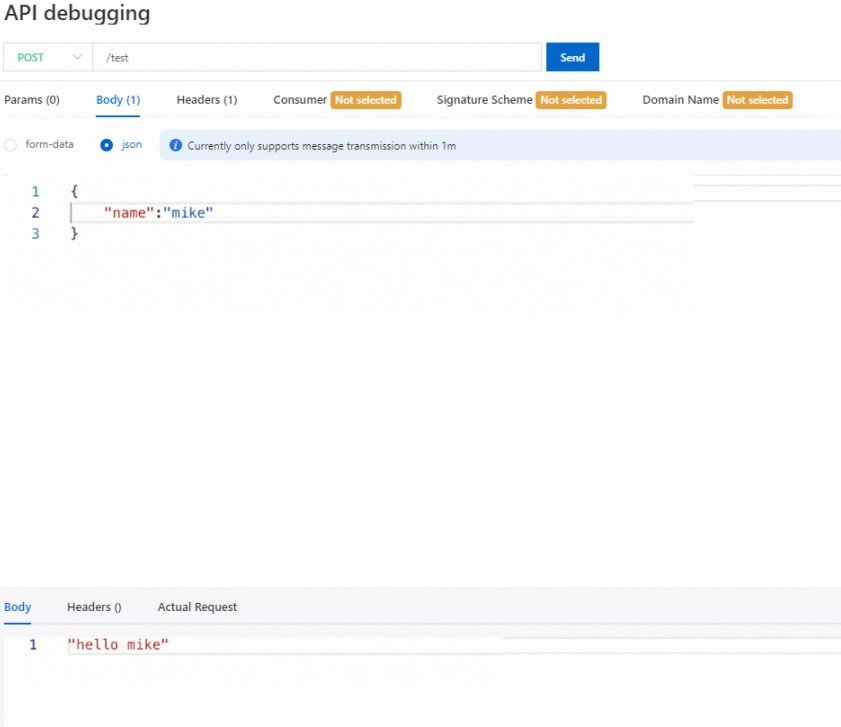 API debugging
POST /test Send
Params (0) Body (1) Headers (1) Consumer Not selected Signature Scheme Not selected Domain Name Not selected
form-data json i Currently only supports message transmission within 1m
1 {
2 "name":"mike"
3 }
Body Headers () Actual Request
1 "hello mike"